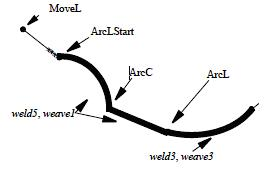 MoveL
ArcLStart
ArcC
ArcL
weld5, weave1
weld3, weave3